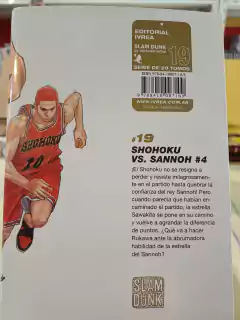 EDITORIAL
IVREA
SLAM DUNK
19
SERIE DE 20 TOMOS
WWW.IVREA.COM.AR
#19
SHOHOKU
VS. SANNOH #4
¡El Shohoku no se resigna a
perder y resiste milagrosamen-
te en el partido hasta quebrar la
confianza del rey Sannoh! Pero
cuando parecía que habían en-
caminado el partido, la estrella
Sawakita se pone en su camino
y vuelve a agrandar la diferencia
de puntos. ¿Qué va a hacer
Rukawa ante la abrumadora
habilidad de la estrella
del Sannoh?
SHOHOKU
10
SLAM
DUNK